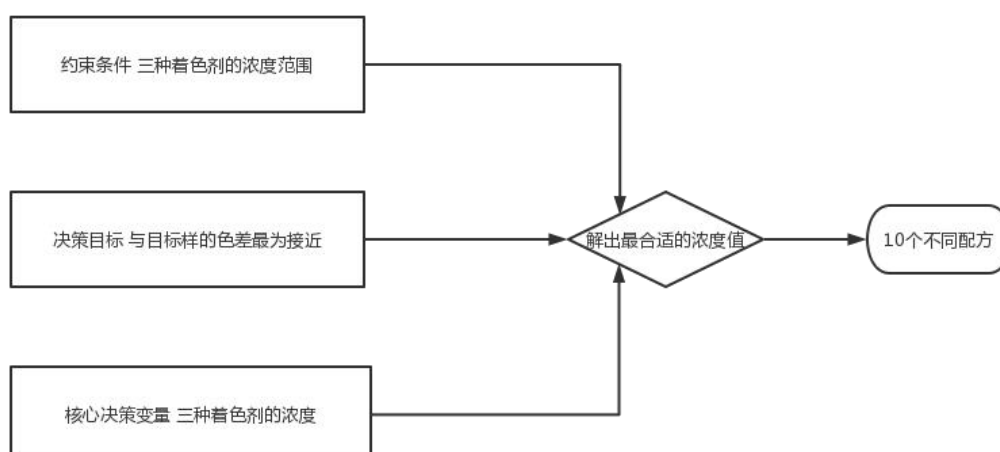 约束条件 三种着色剂的浓度范围
决策目标 与目标样的色差最为接近
解出最合适的浓度值
10个不同配方
核心决策变量 三种着色剂的浓度